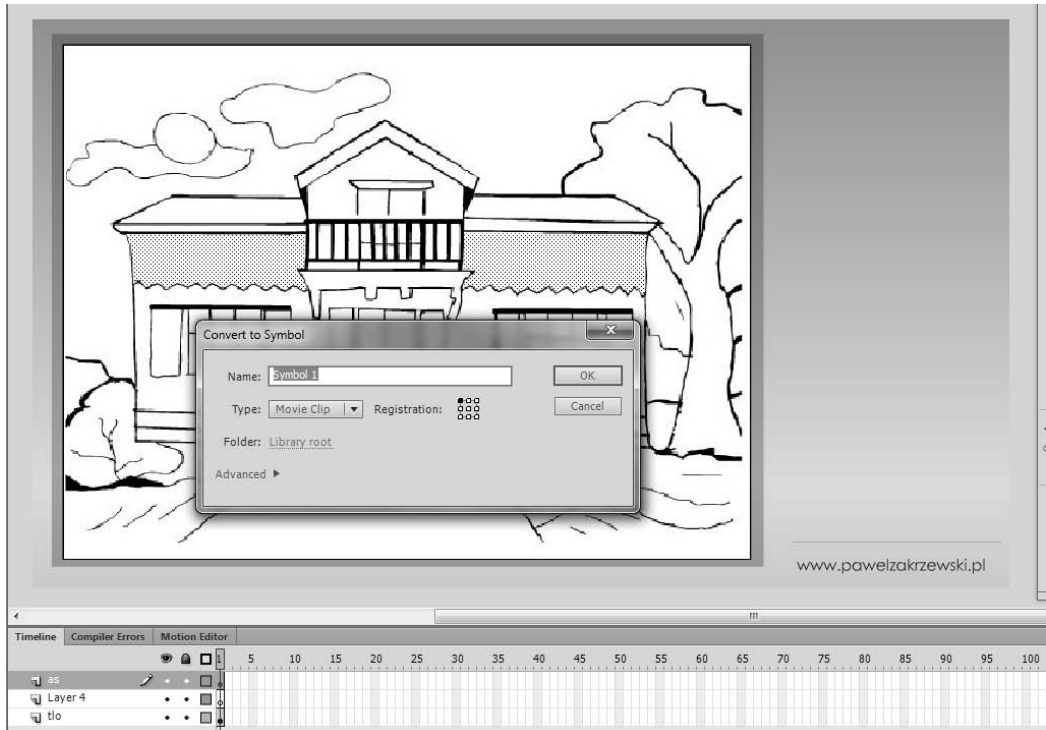 Convert to Symbol
Name: Symbol 1
OK
Type: Movie Clip Registration:
Cancel
Folder: Library root
Advanced
www.pawelzakrzewski.pl
Timeline Compiler Errors Motion Editor
1 5 10 15 20 25 30 35 40 45 50 55 60 65 70 75 80 85 90 95 100
as
Layer 4
tlo